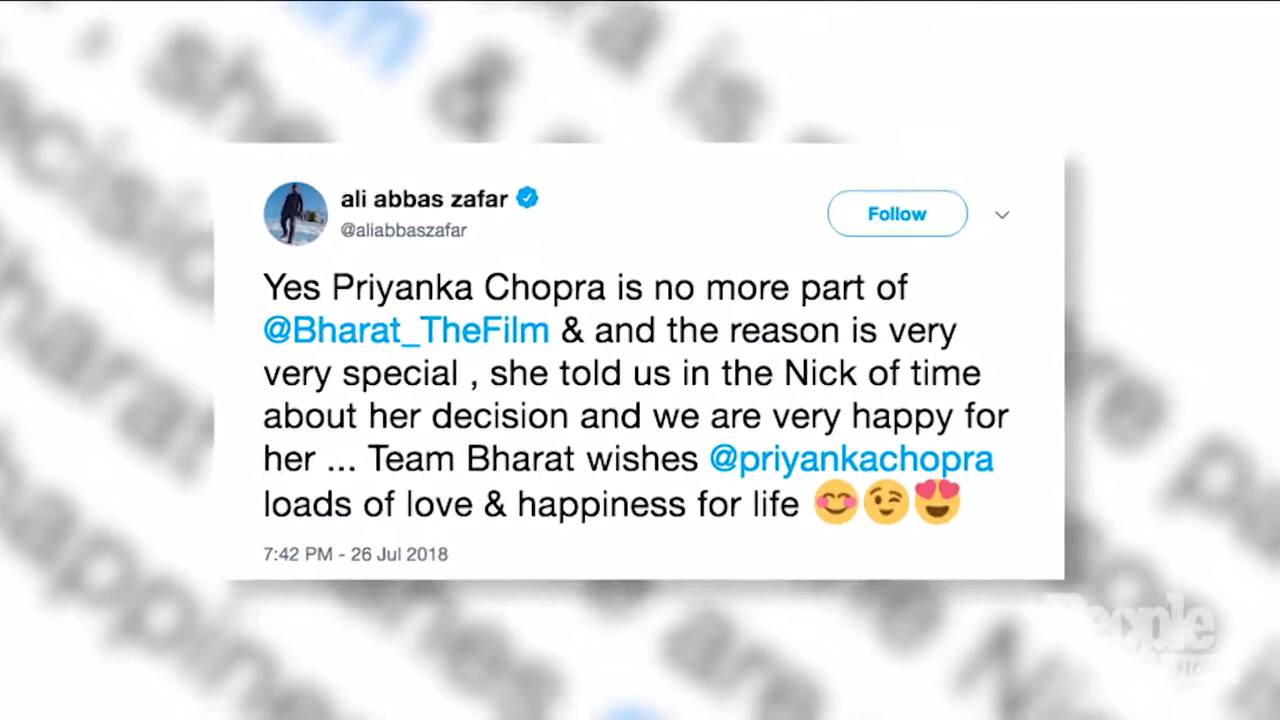 ali abbas zafar
@aliabbaszafar
Follow
Yes Priyanka Chopra is no more part of
@Bharat_TheFilm & and the reason is very
very special , she told us in the Nick of time
about her decision and we are very happy for
her ... Team Bharat wishes @priyankachopra
loads of love & happiness for life 😊😉😍
7:42 PM - 26 Jul 2018
People